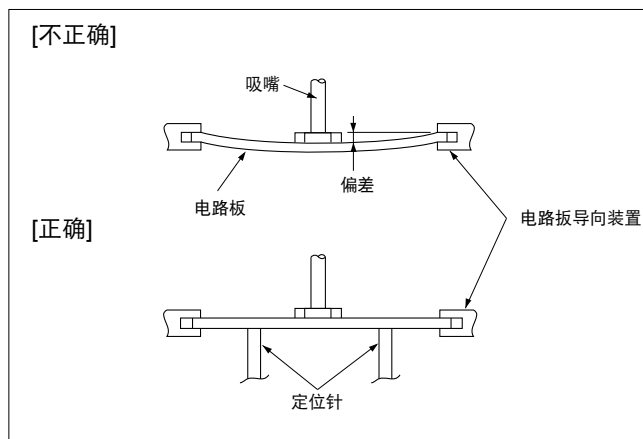 [不正确]
吸嘴
偏差
电路板
电路扳导向装置
[正确]
定位针